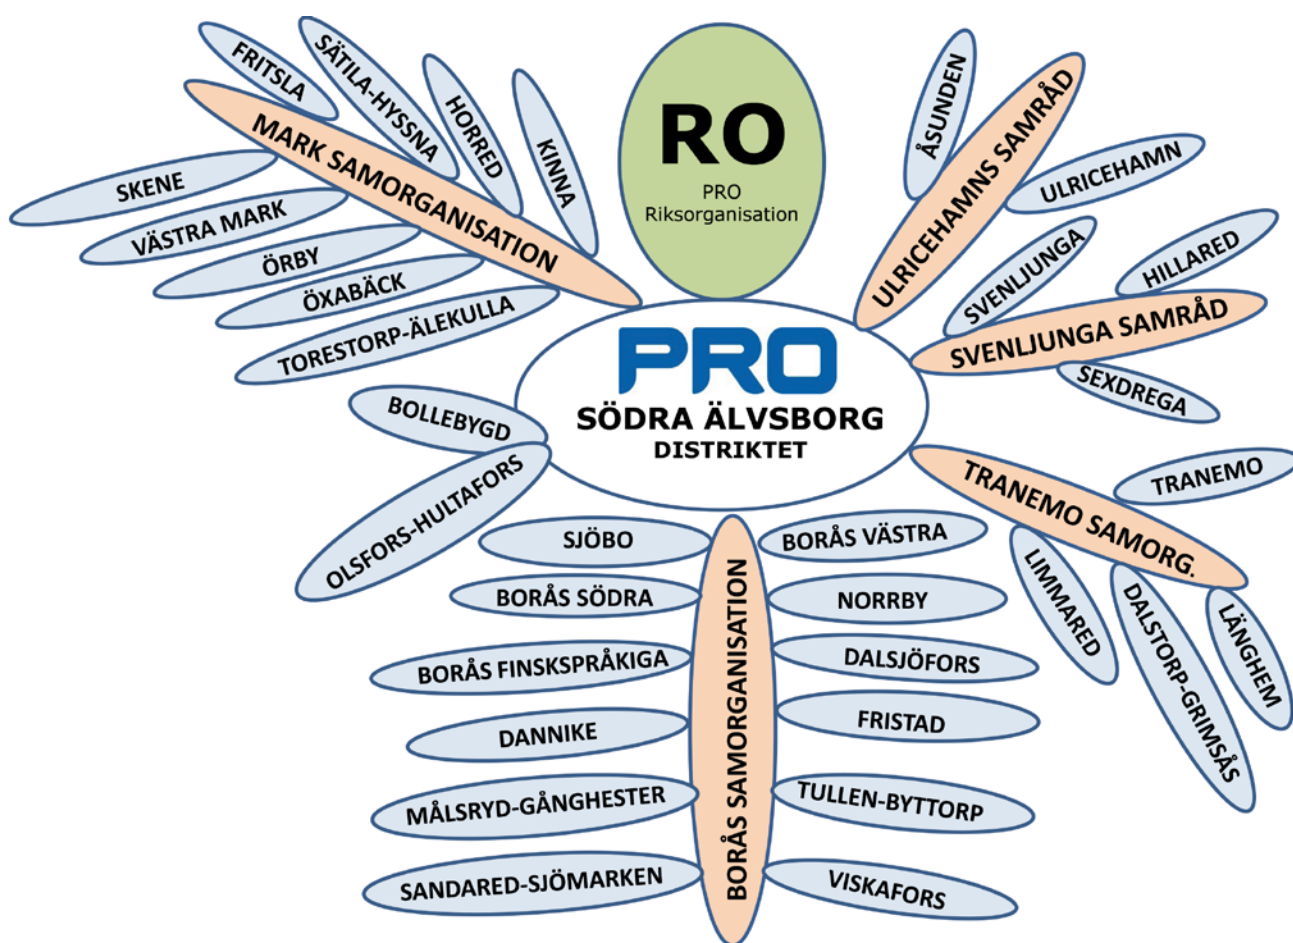 RO
PRO
Riksorganisation
PRO
SÖDRA ÄLVSBORG
DISTRIKTET
MARK SAMORGANISATION
FRITSLA
SÄTILA-HYSSNA
HORRED
KINNA
SKENE
VÄSTRA MARK
ÖRBY
ÖXABÄCK
TORESTORP-ÄLEKULLA
BOLLEBYGD
OLSFORS-HULTAFORS
ULRICEHAMNS SAMRÅD
ÅSUNDEN
ULRICEHAMN
SVENLJUNGA SAMRÅD
SVENLJUNGA
HILLARED
SEXDREGA
TRANEMO SAMORG.
TRANEMO
LIMMARED
DALSTORP-GRIMSÅS
LÄNGHEM
BORÅS SAMORGANISATION
SJÖBO
BORÅS SÖDRA
BORÅS FINSKSPRÅKIGA
DANNIKE
MÅLSRYD-GÅNGHESTER
SANDARED-SJÖMARKEN
BORÅS VÄSTRA
NORRBY
DALSJÖFORS
FRISTAD
TULLEN-BYTTORP
VISKAFORS